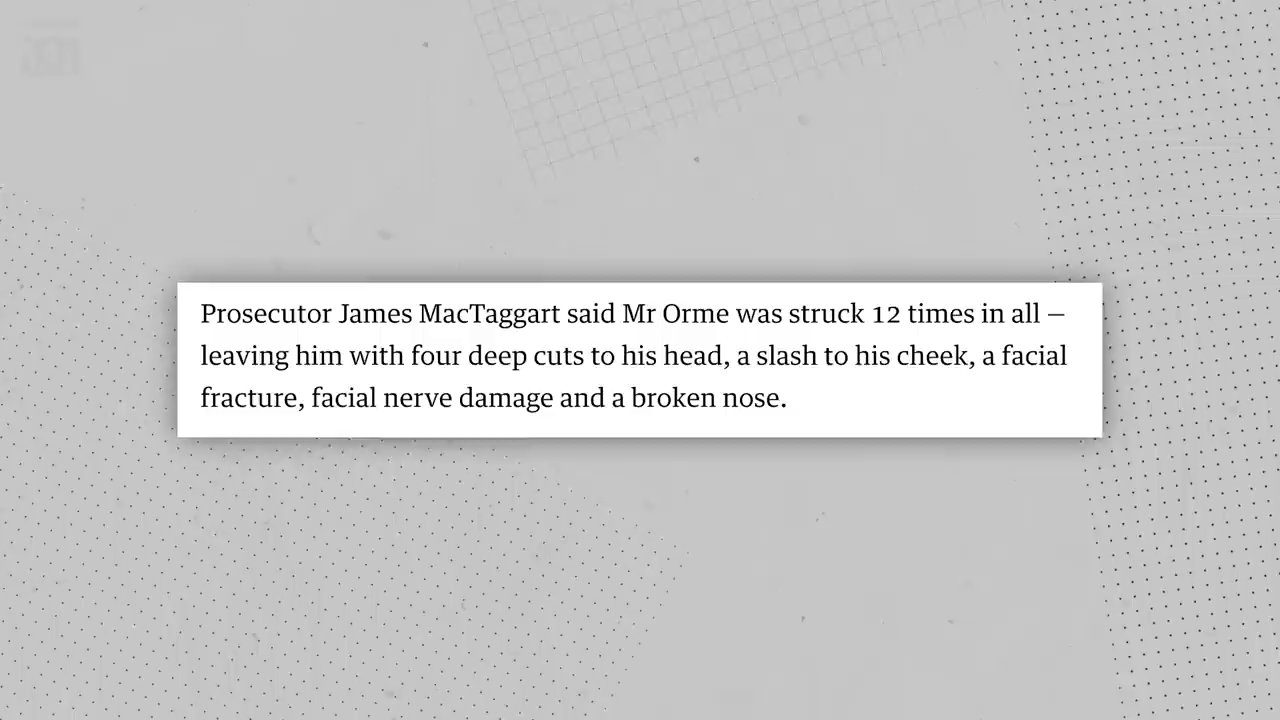 Prosecutor James MacTaggart said Mr Orme was struck 12 times in all —
leaving him with four deep cuts to his head, a slash to his cheek, a facial
fracture, facial nerve damage and a broken nose.